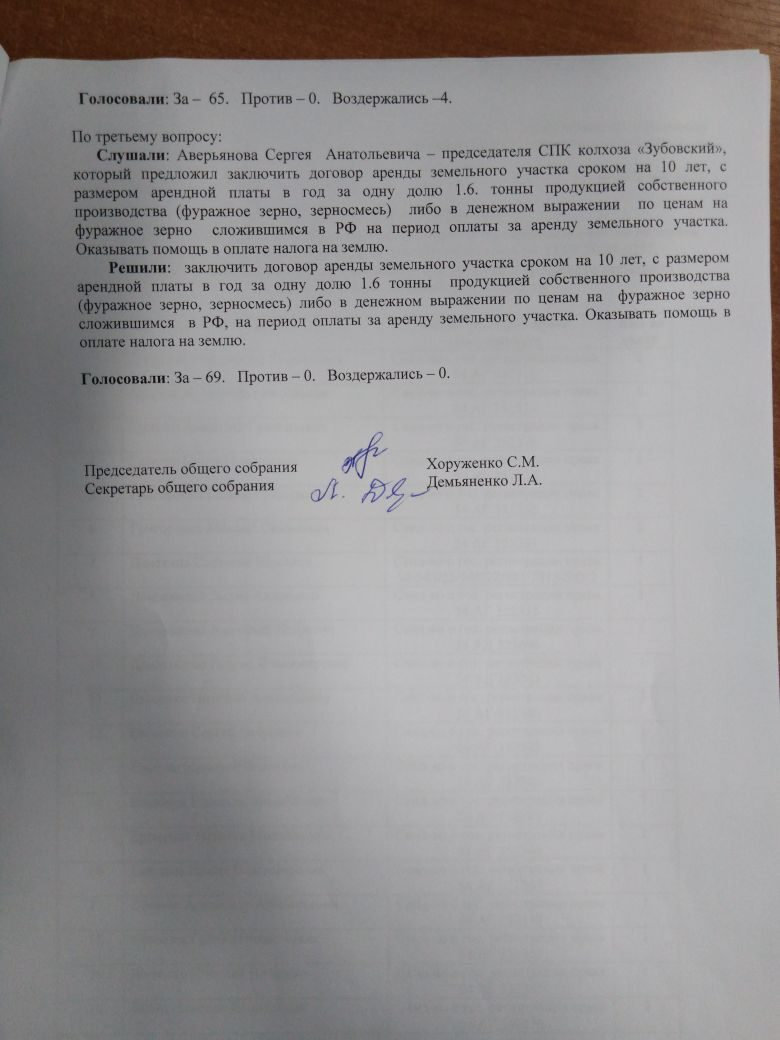 Голосовали: За – 65. Против – 0. Воздержались –4.
По третьему вопросу:
Слушали: Аверьянова Сергея Анатольевича – председателя СПК колхоза «Зубовский»,
который предложил заключить договор аренды земельного участка сроком на 10 лет, с
размером арендной платы в год за одну долю 1.6. тонны продукцией собственного
производства (фуражное зерно, зерносмесь) либо в денежном выражении по ценам на
фуражное зерно сложившимся в РФ на период оплаты за аренду земельного участка.
Оказывать помощь в оплате налога на землю.
Решили: заключить договор аренды земельного участка сроком на 10 лет, с размером
арендной платы в год за одну долю 1.6 тонны продукцией собственного производства
(фуражное зерно, зерносмесь) либо в денежном выражении по ценам на фуражное зерно
сложившимся в РФ, на период оплаты за аренду земельного участка. Оказывать помощь в
оплате налога на землю.
Голосовали: За – 69. Против – 0. Воздержались – 0.
Председатель общего собрания Хоруженко С.М.
Секретарь общего собрания Демьяненко Л.А.